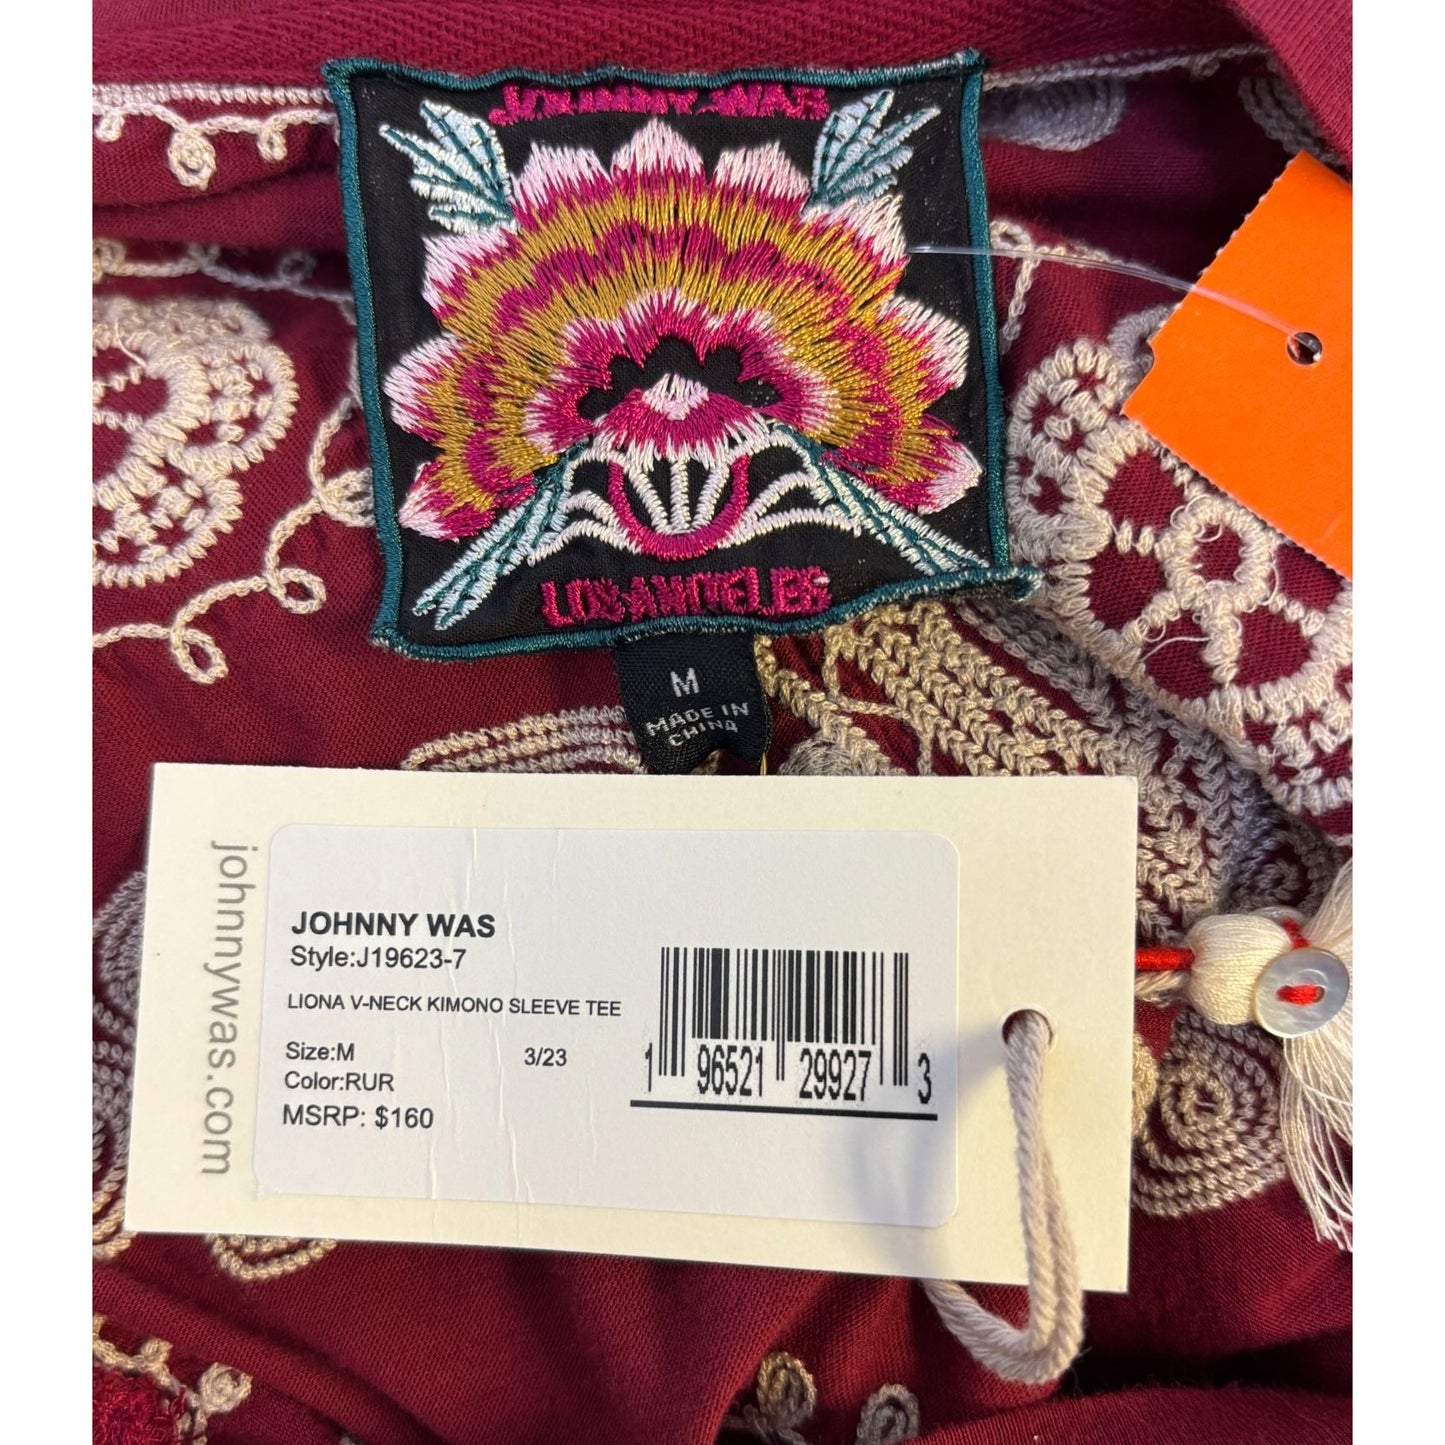 JOHNNY WAS
LOS ANGELES
M
MADE IN
CHINA
johnnywas.com
JOHNNY WAS
Style:J19623-7
LIONA V-NECK KIMONO SLEEVE TEE
Size:M 3/23
Color:RUR
MSRP: $160
1 96521 29927 3